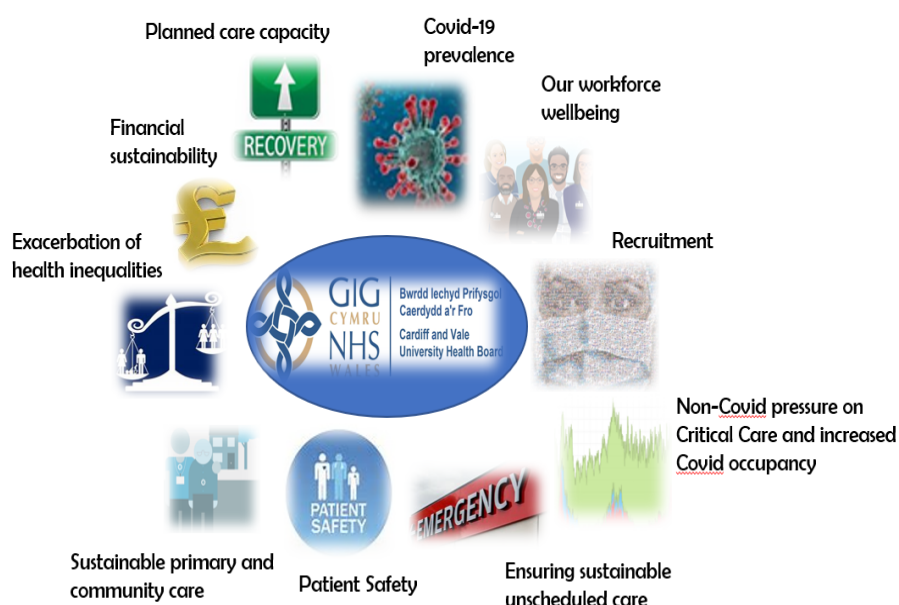 Planned care capacity
Covid-19
prevalence
Our workforce
wellbeing
Financial
sustainability
RECOVERY
Exacerbation of
health inequalities
Recruitment
GIG
CYMRU
NHS
WALES
Bwrdd Iechyd Prifysgol
Caerdydd a'r Fro
Cardiff and Vale
University Health Board
Non-Covid pressure on
Critical Care and increased
Covid occupancy
PATIENT
SAFETY
EMERGENCY
Sustainable primary and
community care
Patient Safety
Ensuring sustainable
unscheduled care